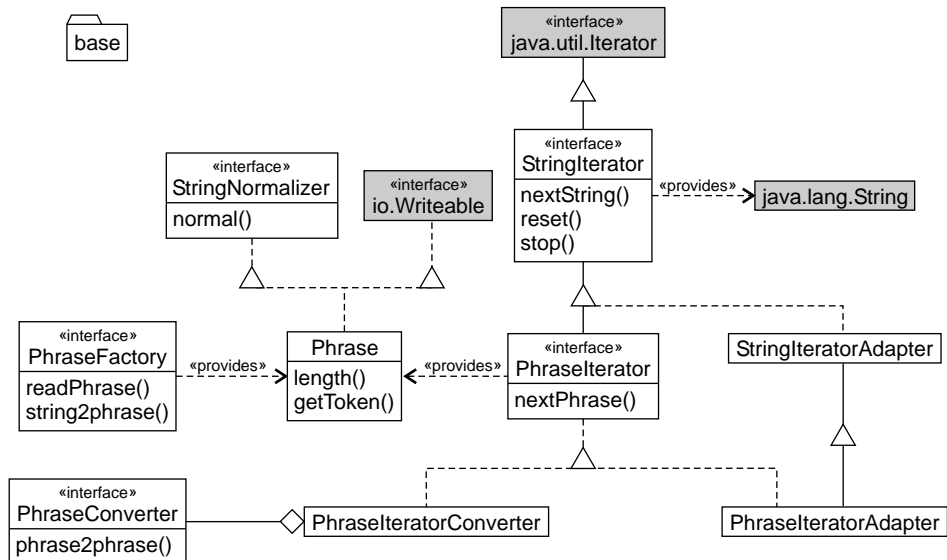 base
«interface»
java.util.Iterator
«interface»
StringIterator
nextString()
reset()
stop()
«provides»
java.lang.String
«interface»
StringNormalizer
normal()
«interface»
io.Writeable
«interface»
PhraseFactory
readPhrase()
string2phrase()
«provides»
Phrase
length()
getToken()
«provides»
«interface»
PhraseIterator
nextPhrase()
StringIteratorAdapter
«interface»
PhraseConverter
phrase2phrase()
PhraseIteratorConverter
PhraseIteratorAdapter